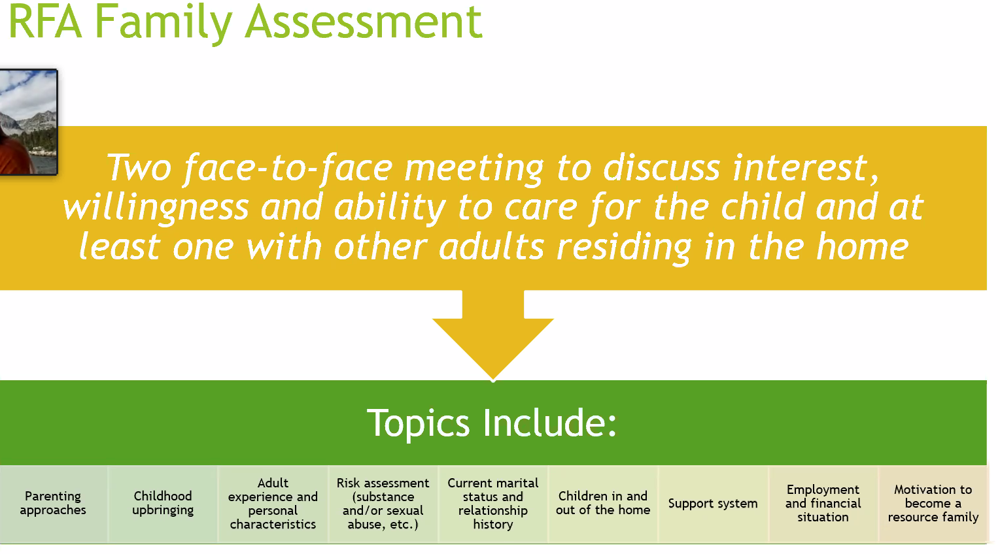 RFA Family Assessment
Two face-to-face meeting to discuss interest,
willingness and ability to care for the child and at
least one with other adults residing in the home
Topics Include:
Parenting
approaches
Childhood
upbringing
Adult
experience and
personal
characteristics
Risk assessment
(substance
and/or sexual
abuse, etc.)
Current marital
status and
relationship
history
Children in and
out of the home
Support system
Employment
and financial
situation
Motivation to
become a
resource family